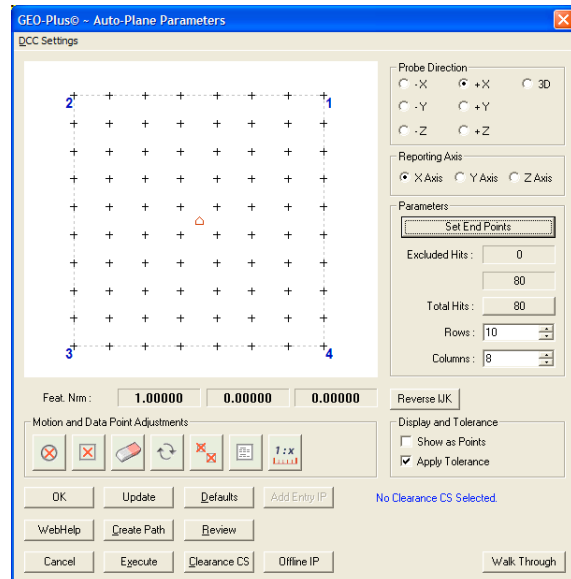 GEO-Plus© ~ Auto-Plane Parameters
DCC Settings
2
1
3
4
Probe Direction
-X
+X
3D
-Y
+Y
-Z
+Z
Reporting Axis
X Axis
Y Axis
Z Axis
Parameters
Set End Points
Excluded Hits :
0
80
Total Hits :
80
Rows :
10
Columns :
8
Feat. Nrm :
1.00000
0.00000
0.00000
Reverse IJK
Motion and Data Point Adjustments
1:x
Display and Tolerance
Show as Points
Apply Tolerance
OK
Update
Defaults
Add Entry IP
No Clearance CS Selected.
WebHelp
Create Path
Review
Cancel
Execute
Clearance CS
Offline IP
Walk Through